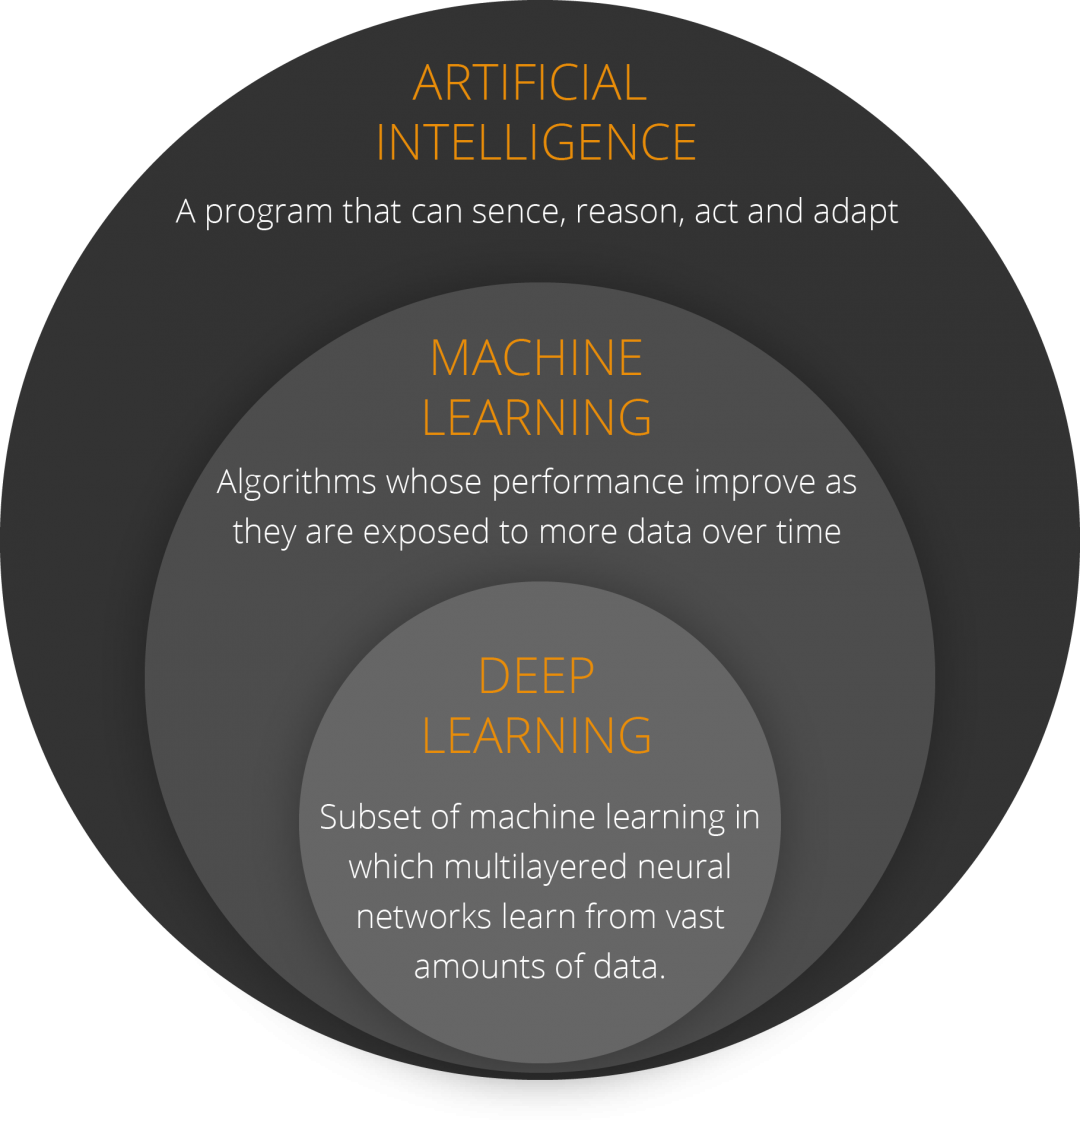 ARTIFICIAL
INTELLIGENCE
A program that can sence, reason, act and adapt
MACHINE
LEARNING
Algorithms whose performance improve as
they are exposed to more data over time
DEEP
LEARNING
Subset of machine learning in
which multilayered neural
networks learn from vast
amounts of data.